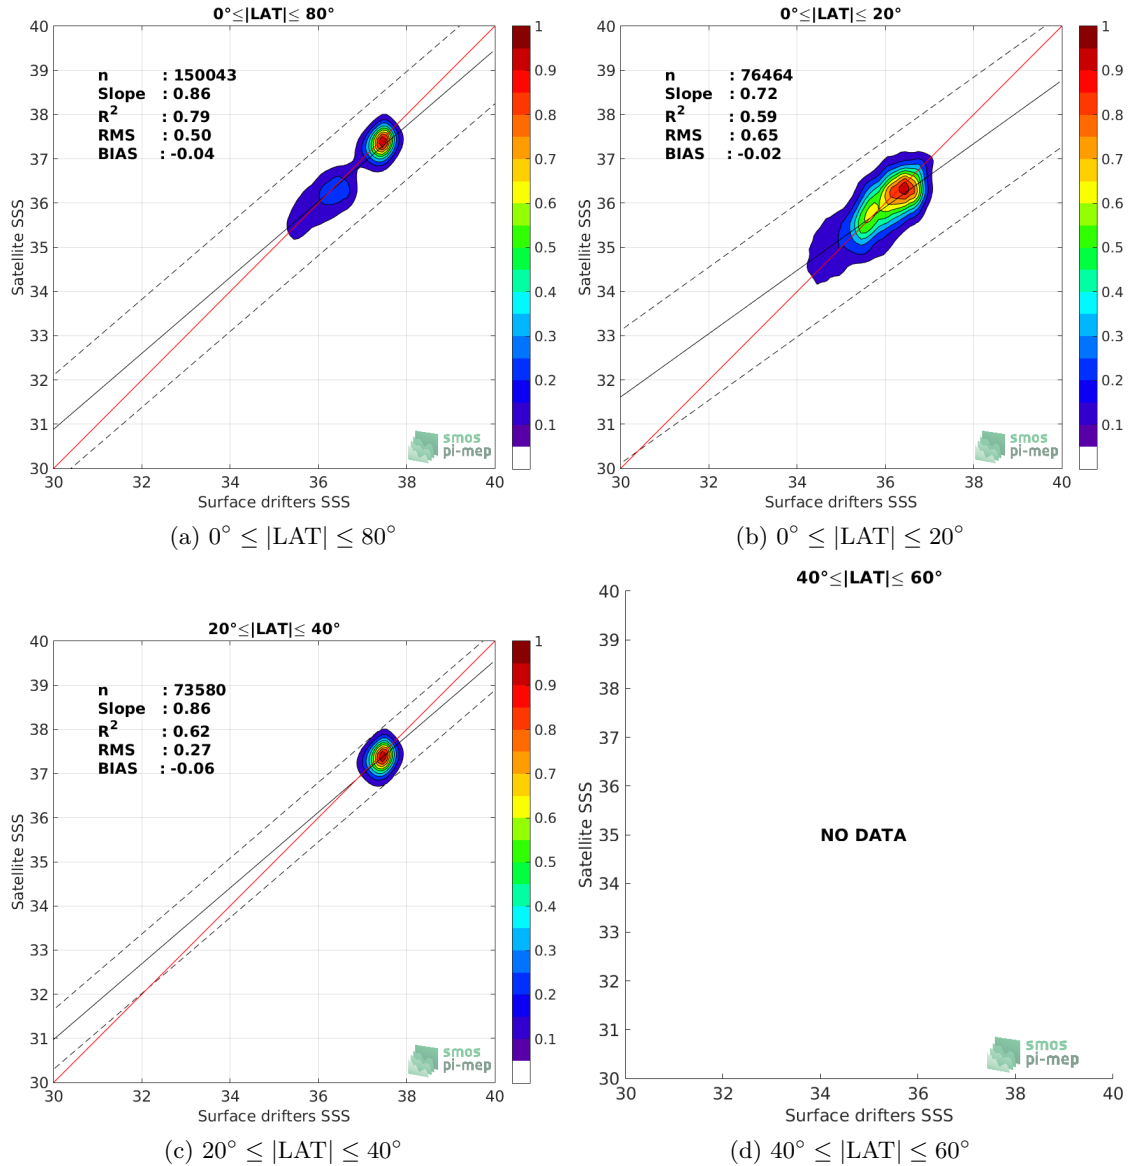 0°≤|LAT|≤ 80°
40
39
38
37
36
35
34
33
32
31
30
Satellite SSS
n : 150043
Slope : 0.86
R2 : 0.79
RMS : 0.50
BIAS : -0.04
smos
pi-mep
30 32 34 36 38 40
Surface drifters SSS
1
0.9
0.8
0.7
0.6
0.5
0.4
0.3
0.2
0.1
(a) 0° ≤ |LAT| ≤ 80°
0°≤|LAT|≤ 20°
40
39
38
37
36
35
34
33
32
31
30
Satellite SSS
n : 76464
Slope : 0.72
R2 : 0.59
RMS : 0.65
BIAS : -0.02
smos
pi-mep
30 32 34 36 38 40
Surface drifters SSS
1
0.9
0.8
0.7
0.6
0.5
0.4
0.3
0.2
0.1
(b) 0° ≤ |LAT| ≤ 20°
20°≤|LAT|≤ 40°
40
39
38
37
36
35
34
33
32
31
30
Satellite SSS
n : 73580
Slope : 0.86
R2 : 0.62
RMS : 0.27
BIAS : -0.06
smos
pi-mep
30 32 34 36 38 40
Surface drifters SSS
1
0.9
0.8
0.7
0.6
0.5
0.4
0.3
0.2
0.1
(c) 20° ≤ |LAT| ≤ 40°
40°≤|LAT|≤ 60°
40
39
38
37
36
35
34
33
32
31
30
Satellite SSS
NO DATA
smos
pi-mep
30 32 34 36 38 40
Surface drifters SSS
(d) 40° ≤ |LAT| ≤ 60°